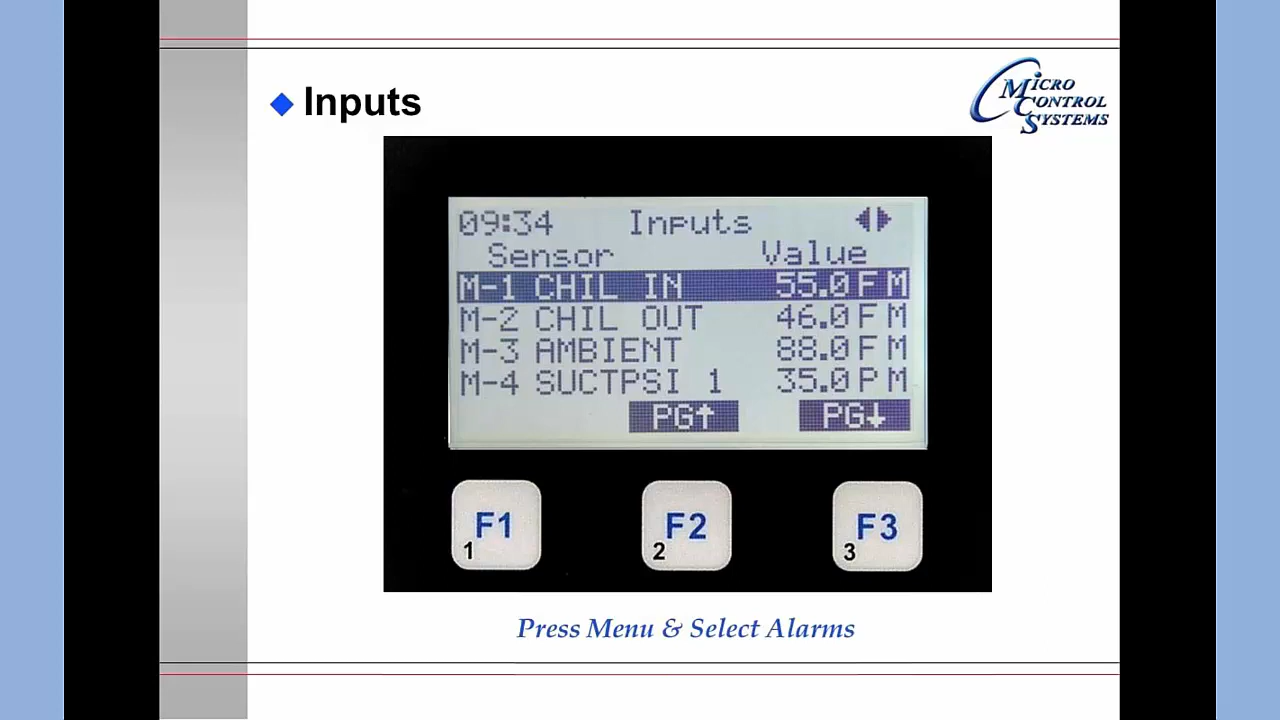 Inputs
MICRO
CONTROL
SYSTEMS
09:34 Inputs
Sensor Value
M-1 CHIL IN 55.0 F M
M-2 CHIL OUT 46.0 F M
M-3 AMBIENT 88.0 F M
M-4 SUCTPSI 1 35.0 P M
PG↑ PG↓
F1 F2 F3
1 2 3
Press Menu & Select Alarms